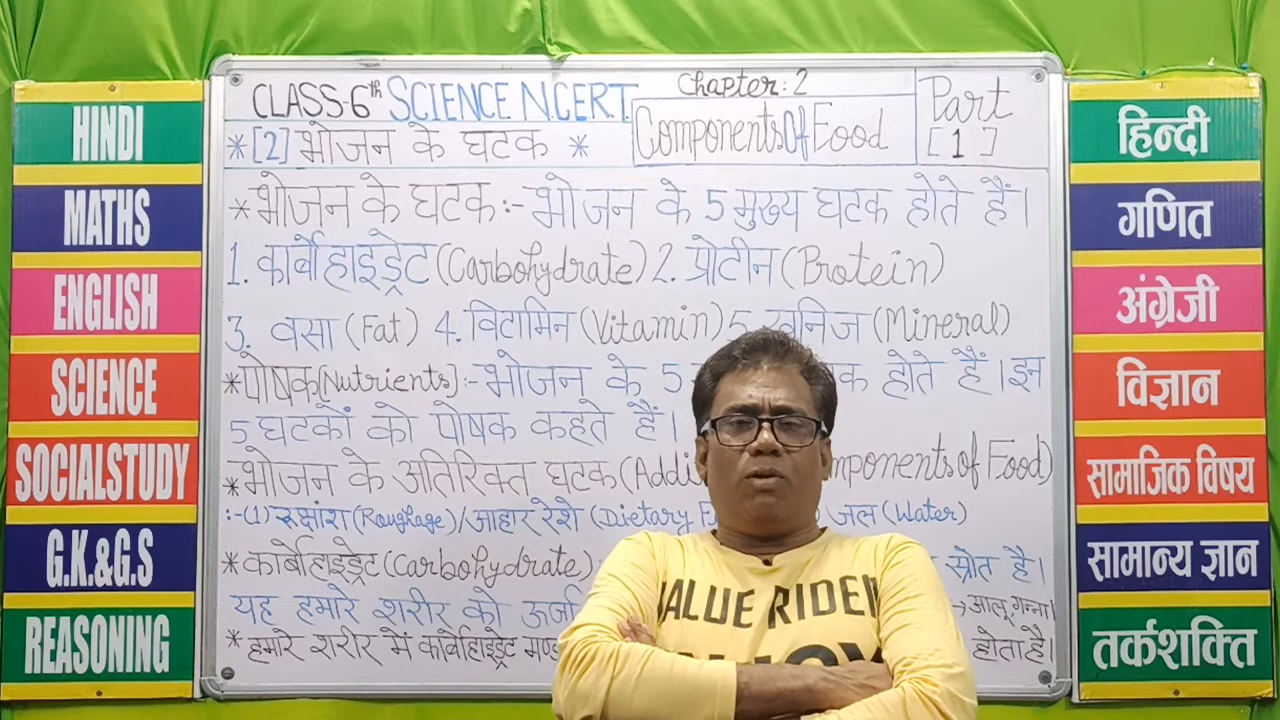 CLASS-6th SCIENCE N.C.E.R.T.
Chapter:2
Part
[1]
*[2] भोजन के घटक *
Components Of Food
* भोजन के घटक:- भोजन के 5 मुख्य घटक होते हैं।
1. कार्बोहाइड्रेट (Carbohydrate) 2. प्रोटीन (Protein)
3. वसा (Fat) 4. विटामिन (Vitamin) 5. खनिज (Mineral)
* पोषक [Nutrients]:- भोजन के 5 होते हैं। इन
5 घटकों को पोषक कहते हैं।
* भोजन के अतिरिक्त घटक (Addi mponents of Food)
:-(1) रूक्षांश (Roughage)/आहार रेशे (Dietary F जल (Water)
* कार्बोहाइड्रेट (Carbohydrate) स्रोत है।
यह हमारे शरीर को ऊर्जा → आलू, गन्ना।
* हमारे शरीर में कार्बोहाइड्रेट मण्ड होता है।
HINDI
MATHS
ENGLISH
SCIENCE
SOCIALSTUDY
G.K.&G.S
REASONING
हिन्दी
गणित
अंग्रेजी
विज्ञान
सामाजिक विषय
सामान्य ज्ञान
तर्कशक्ति
VALUE RIDER